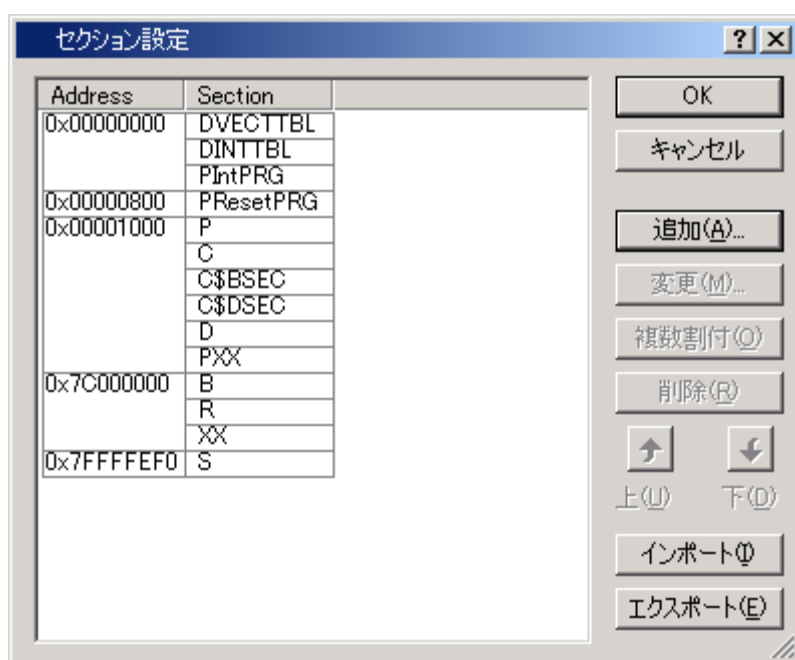 セクション設定
Address Section
0x00000000 DVECTTBL
DINTTBL
PIntPRG
0x00000800 PResetPRG
0x00001000 P
C
C$BSEC
C$DSEC
D
PXX
0x7C000000 B
R
XX
0x7FFFFEF0 S
OK
キャンセル
追加(A)...
変更(M)...
複数割付(O)
削除(R)
上(U) 下(D)
インポート(I)
エクスポート(E)